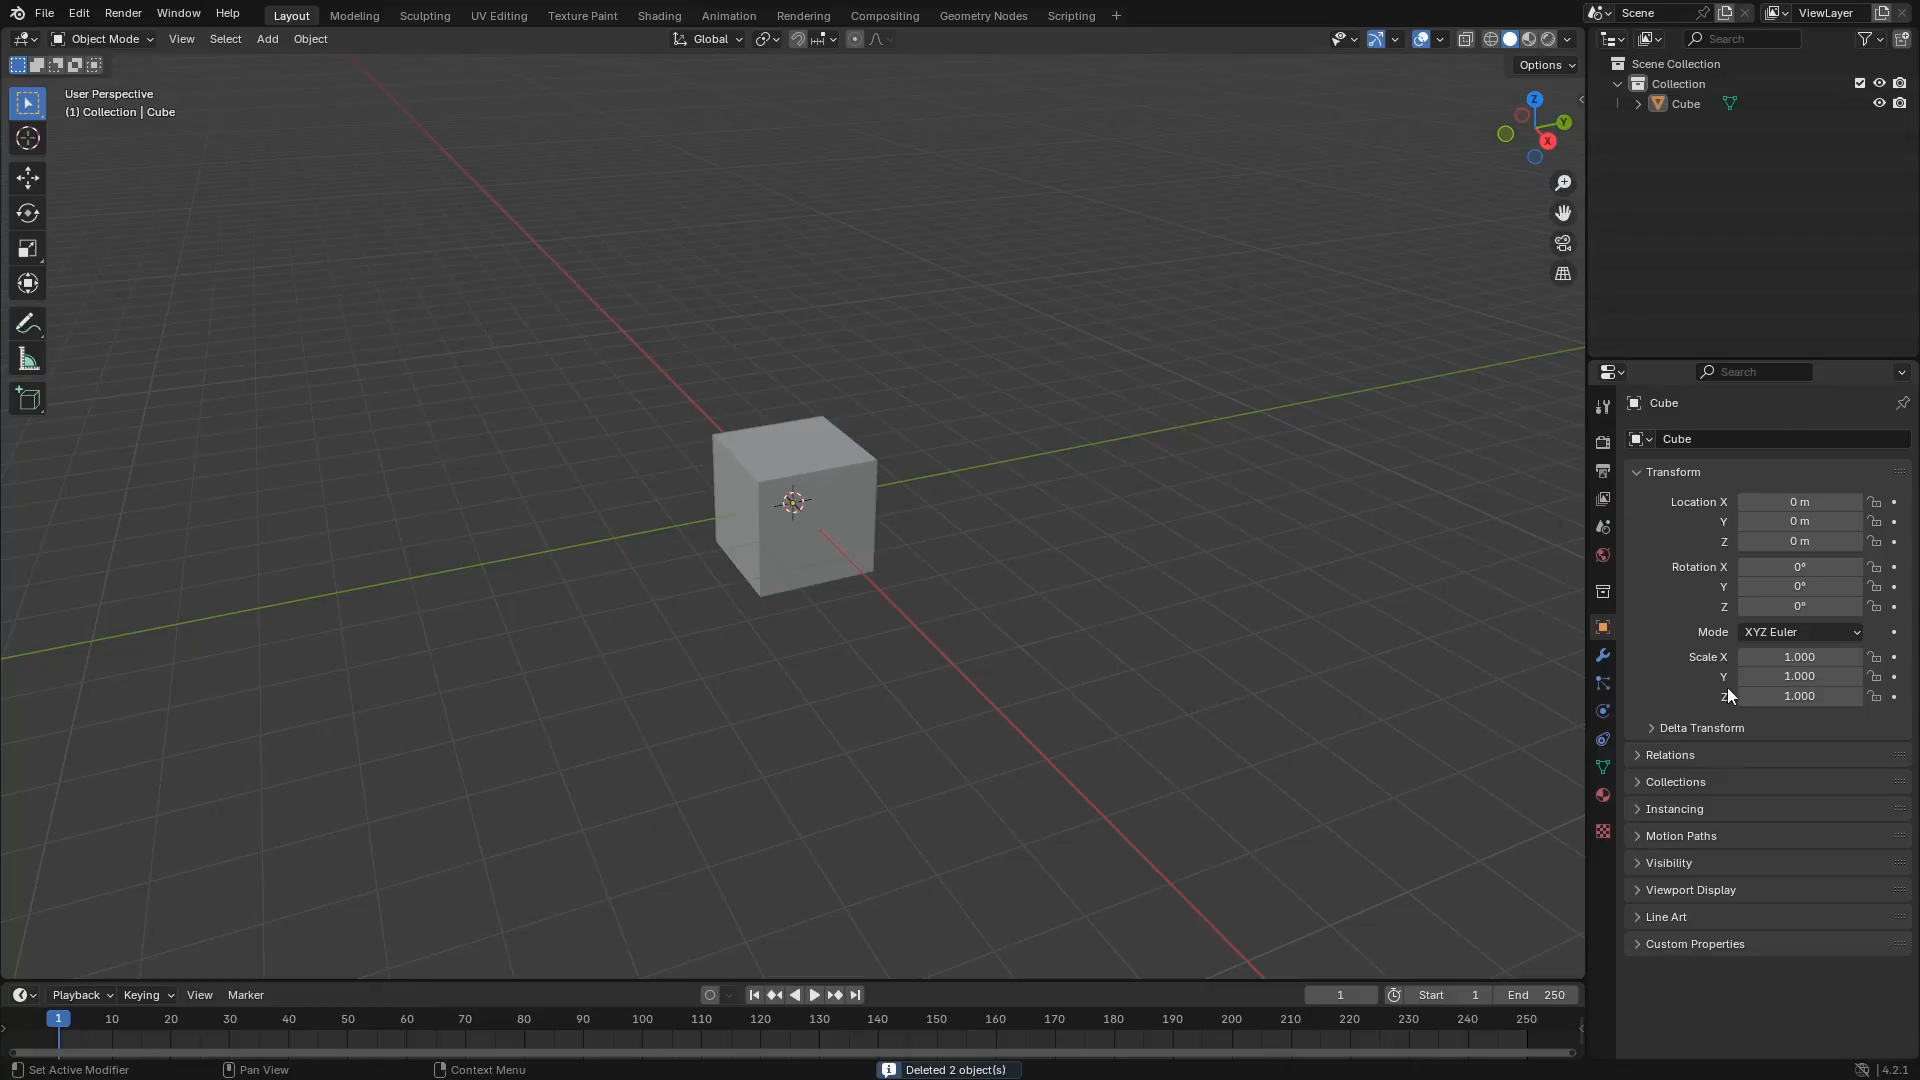 File Edit Render Window Help Layout Modeling Sculpting UV Editing Texture Paint Shading Animation Rendering Compositing Geometry Nodes Scripting + Scene ViewLayer
Object Mode View Select Add Object Global Search
Options
User Perspective
(1) Collection | Cube
Z
Y
X
Scene Collection
Collection
Cube
Search
Cube
Cube
Transform
Location X 0 m
Y 0 m
Z 0 m
Rotation X 0°
Y 0°
Z 0°
Mode XYZ Euler
Scale X 1.000
Y 1.000
Z 1.000
Delta Transform
Relations
Collections
Instancing
Motion Paths
Visibility
Viewport Display
Line Art
Custom Properties
Playback Keying View Marker 1 Start 1 End 250
1 10 20 30 40 50 60 70 80 90 100 110 120 130 140 150 160 170 180 190 200 210 220 230 240 250
Set Active Modifier Pan View Context Menu Deleted 2 object(s) 4.2.1